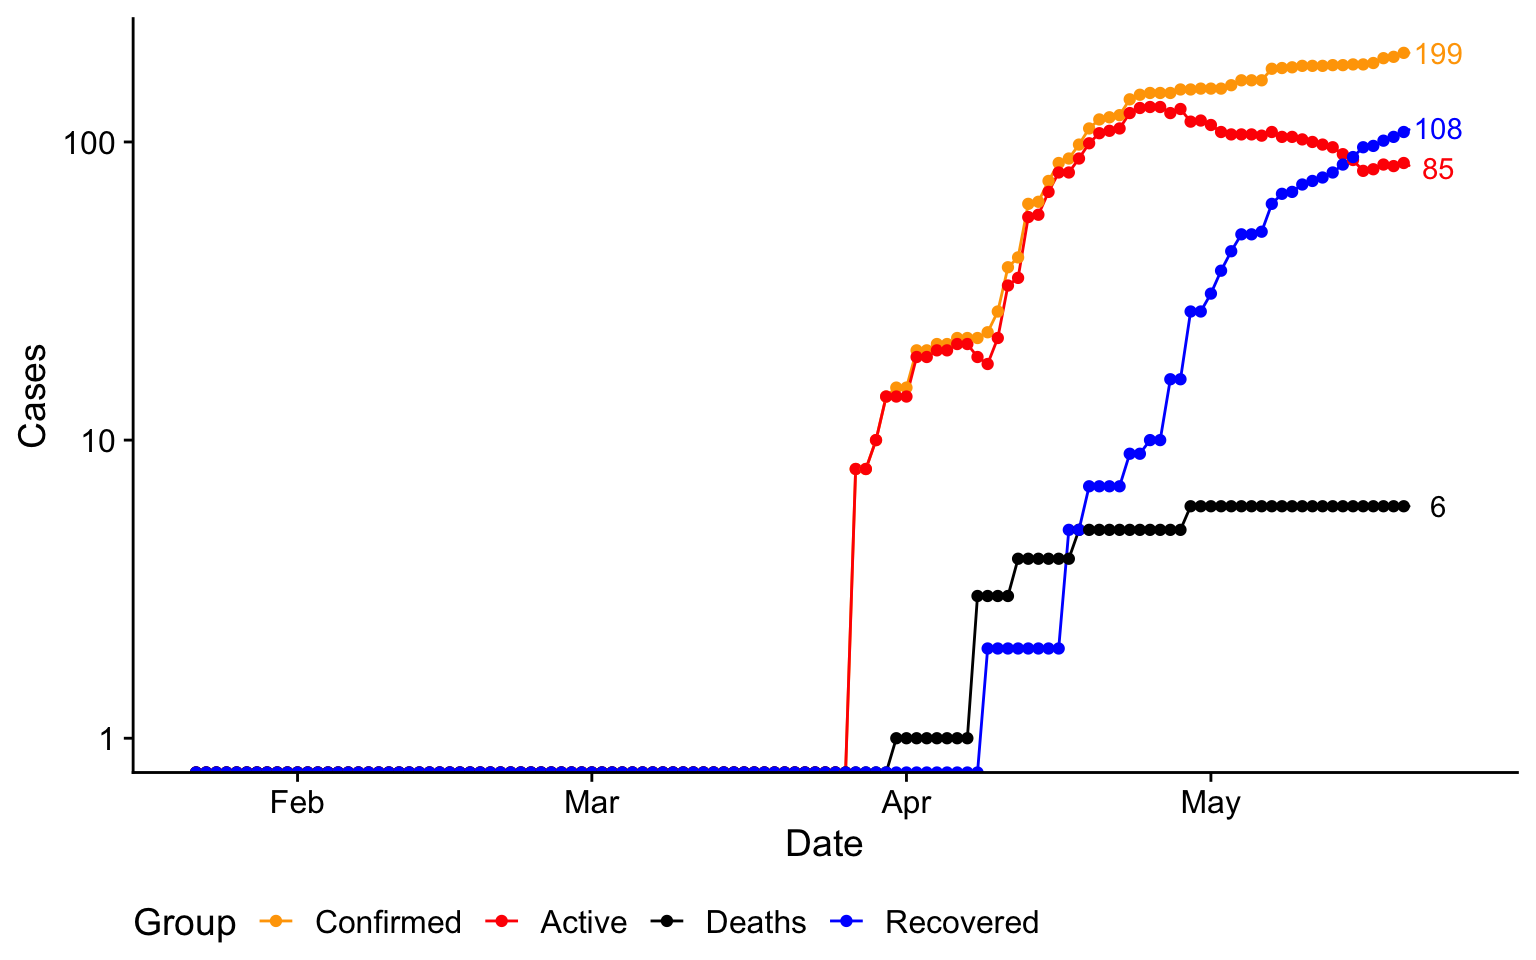 199
108
85
6
100
10
1
Cases
Feb Mar Apr May
Date
Group Confirmed Active Deaths Recovered